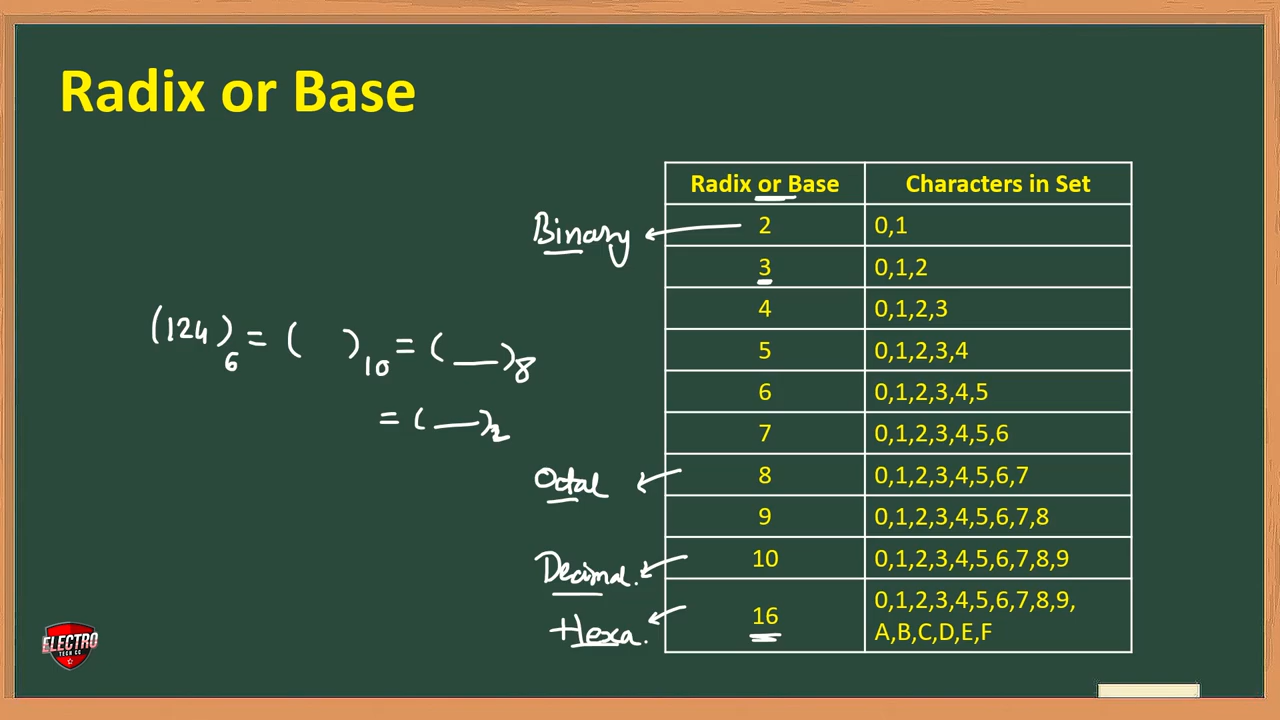 Radix or Base
Radix or Base Characters in Set
Binary 2 0,1
3 0,1,2
4 0,1,2,3
(124)6 = ( )10 = ( __ )8
5 0,1,2,3,4
6 0,1,2,3,4,5
= ( __ )2
7 0,1,2,3,4,5,6
Octal 8 0,1,2,3,4,5,6,7
9 0,1,2,3,4,5,6,7,8
Decimal. 10 0,1,2,3,4,5,6,7,8,9
Hexa. 16 0,1,2,3,4,5,6,7,8,9,
A,B,C,D,E,F
ELECTRO
TECH CC